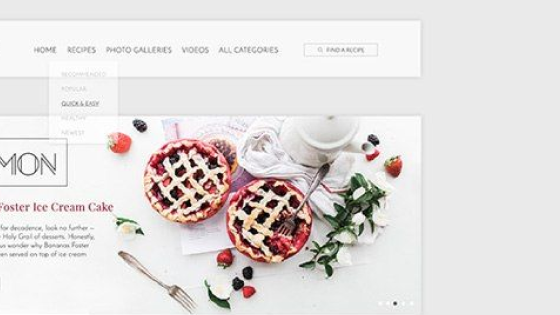 HOME RECIPES PHOTO GALLERIES VIDEOS ALL CATEGORIES FIND A RECIPE
RECOMMENDED
POPULAR
QUICK & EASY
HEALTHY
NEWEST
MON
Foster Ice Cream Cake
for decadence, look no further –
Holy Grail of desserts. Honestly,
us wonder why Bananas Foster
en served on top of ice cream